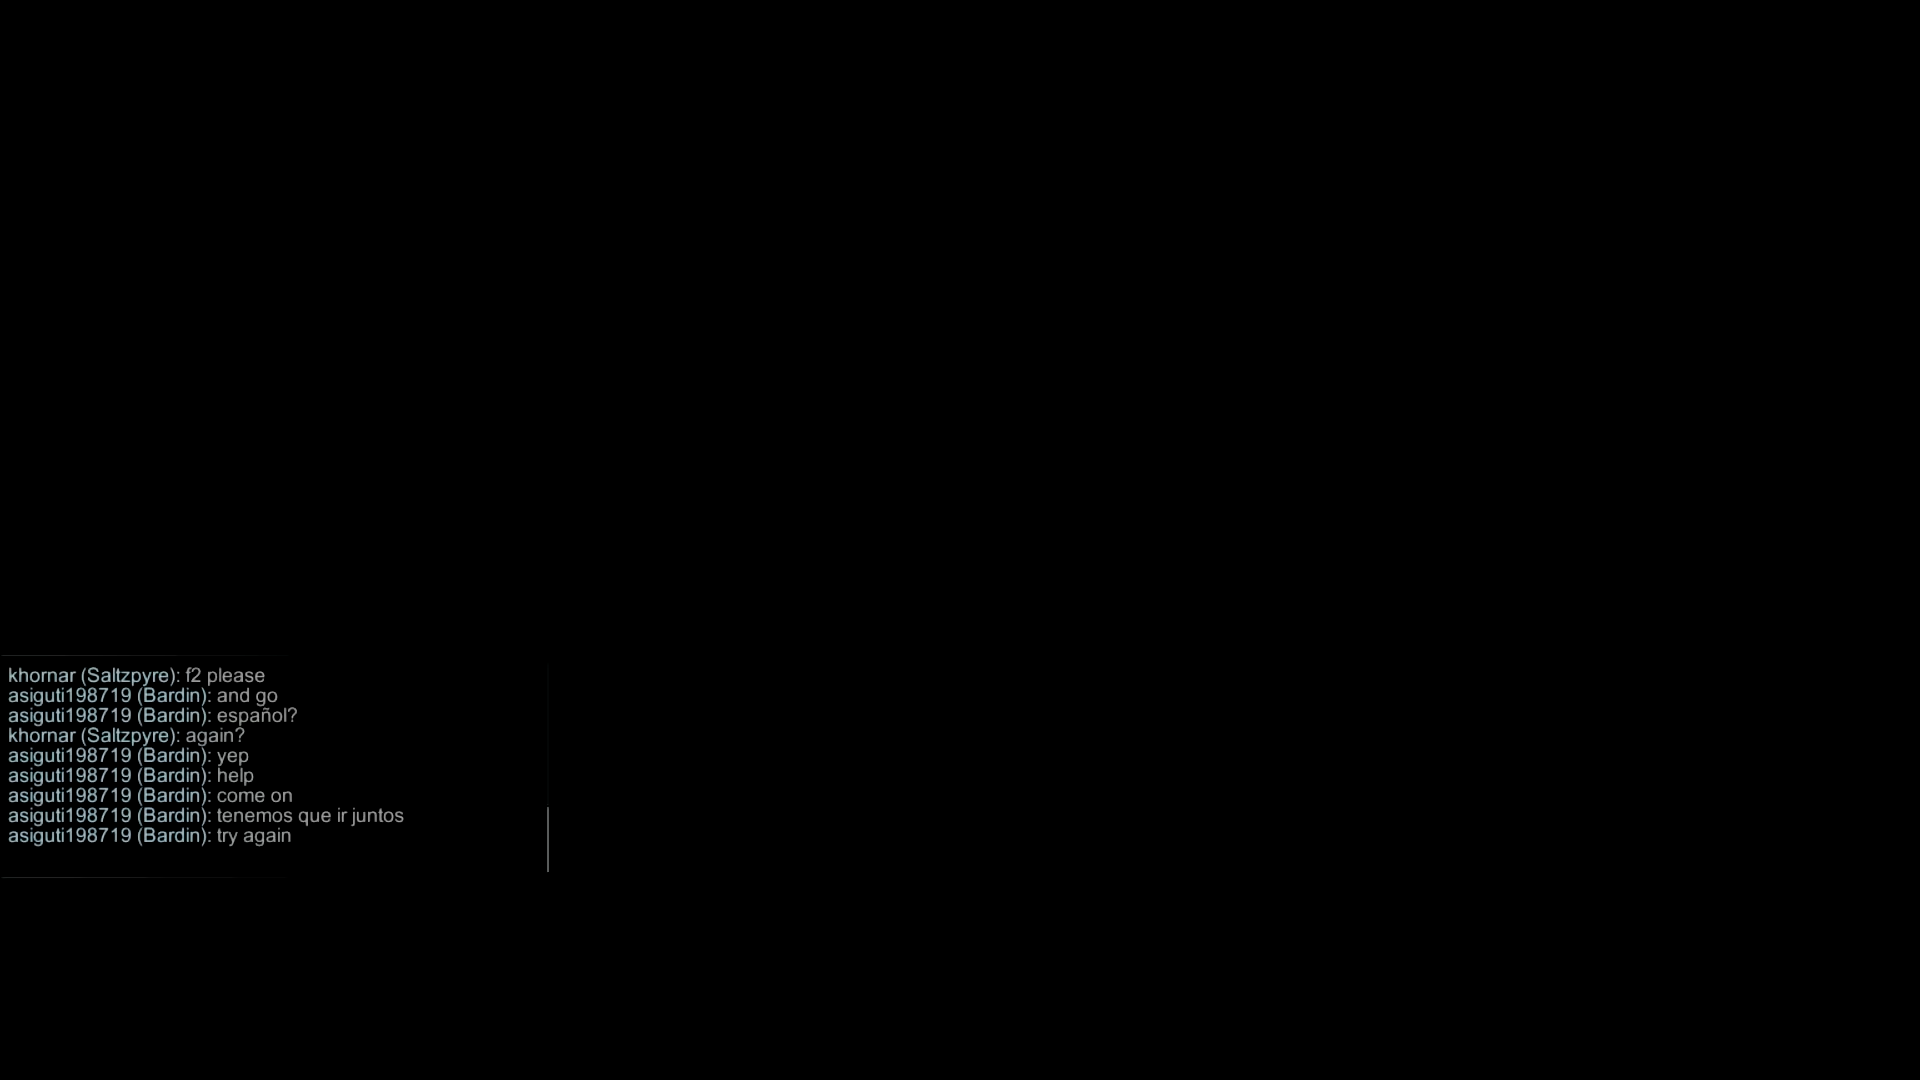 khornar (Saltzpyre): f2 please
asiguti198719 (Bardin): and go
asiguti198719 (Bardin): español?
khornar (Saltzpyre): again?
asiguti198719 (Bardin): yep
asiguti198719 (Bardin): help
asiguti198719 (Bardin): come on
asiguti198719 (Bardin): tenemos que ir juntos
asiguti198719 (Bardin): try again